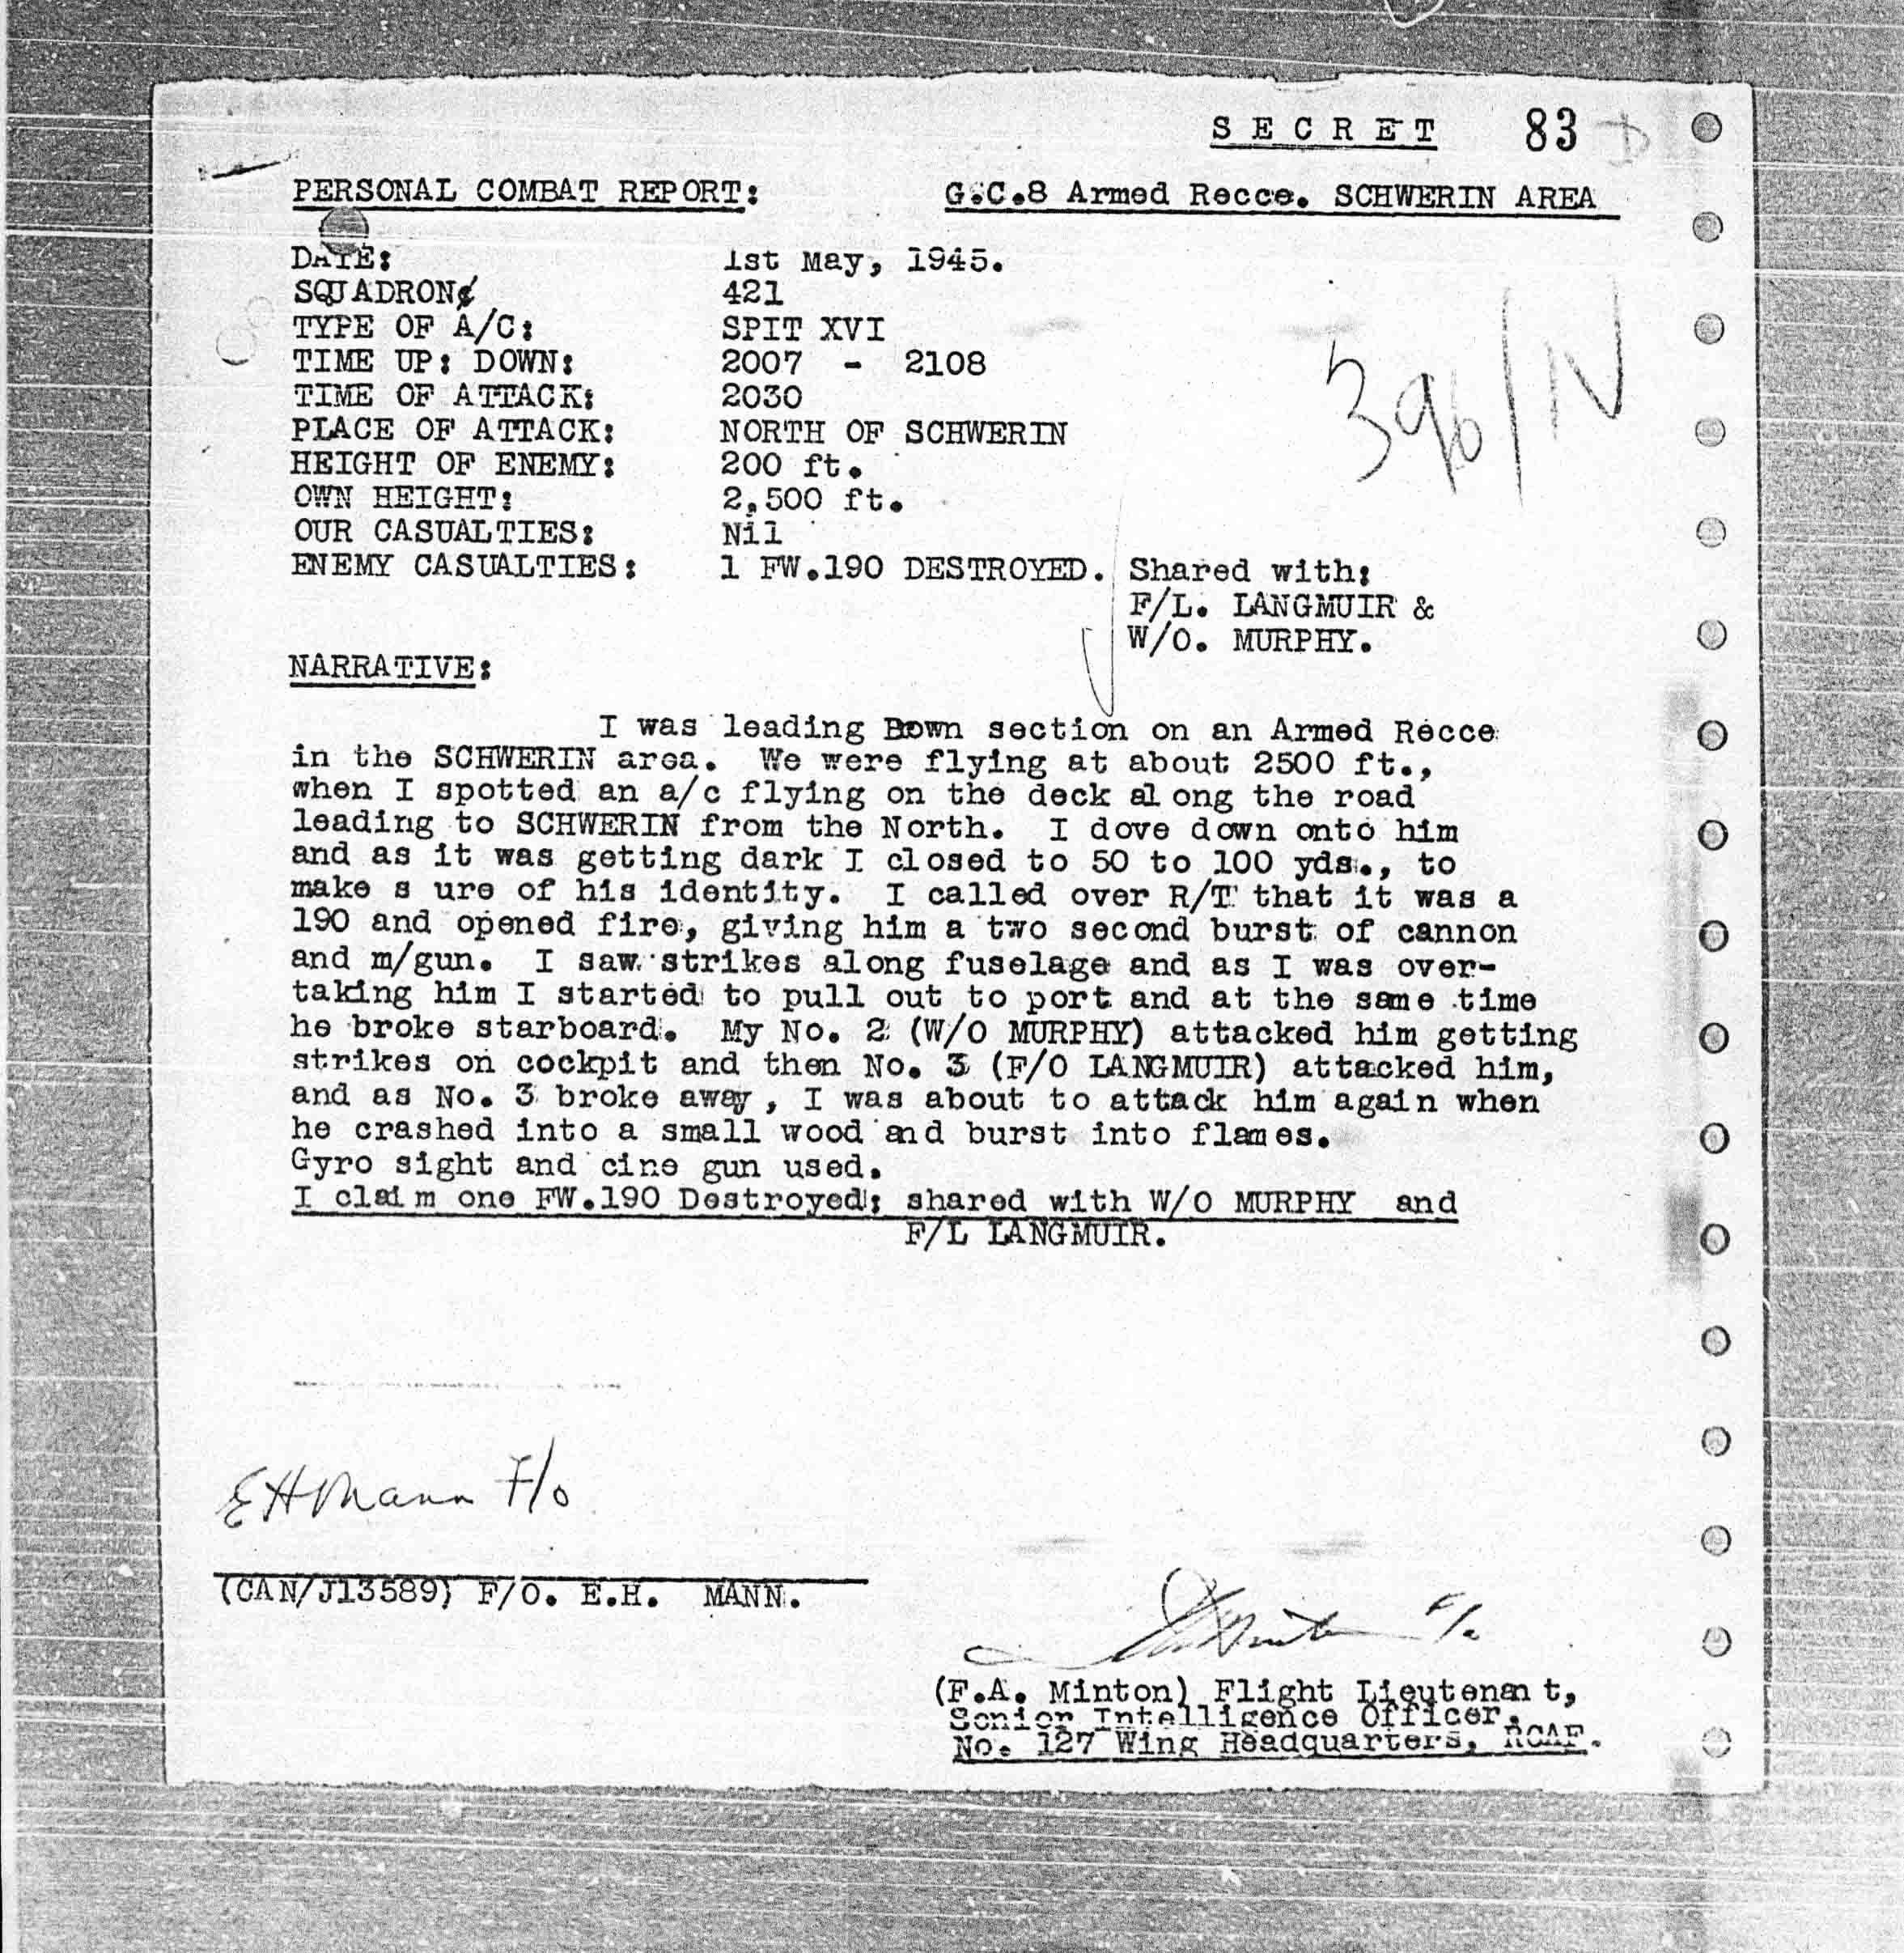 SECRET 83 D
PERSONAL COMBAT REPORT: G.C.8 Armed Recce. SCHWERIN AREA
DATE: 1st May, 1945.
SQUADRON: 421
TYPE OF A/C: SPIT XVI
TIME UP: DOWN: 2007 - 2108
TIME OF ATTACK: 2030
PLACE OF ATTACK: NORTH OF SCHWERIN
HEIGHT OF ENEMY: 200 ft.
OWN HEIGHT: 2,500 ft.
OUR CASUALTIES: Nil
ENEMY CASUALTIES: 1 FW.190 DESTROYED. Shared with:
F/L. LANGMUIR &
W/O. MURPHY.
396/N
NARRATIVE:
I was leading section on an Armed Recce
in the SCHWERIN area. We were flying at about 2500 ft.,
when I spotted an a/c flying on the deck al ong the road
leading to SCHWERIN from the North. I dove down onto him
and as it was getting dark I closed to 50 to 100 yds., to
make s ure of his identity. I called over R/T that it was a
190 and opened fire, giving him a two second burst of cannon
and m/gun. I saw strikes along fuselage and as I was over-
taking him I started to pull out to port and at the same time
he broke starboard. My No. 2 (W/O MURPHY) attacked him getting
strikes on cockpit and then No. 3 (F/O LANGMUIR) attacked him,
and as No. 3 broke away, I was about to attack him again when
he crashed into a small wood and burst into flames.
Gyro sight and cine gun used.
I claim one FW.190 Destroyed; shared with W/O MURPHY and
F/L LANGMUIR.
EHMann F/O
(CAN/J13589) F/O. E.H. MANN.
(F.A. Minton) Flight Lieutenant,
Senior Intelligence Officer,
No. 127 Wing Headquarters, RCAF.